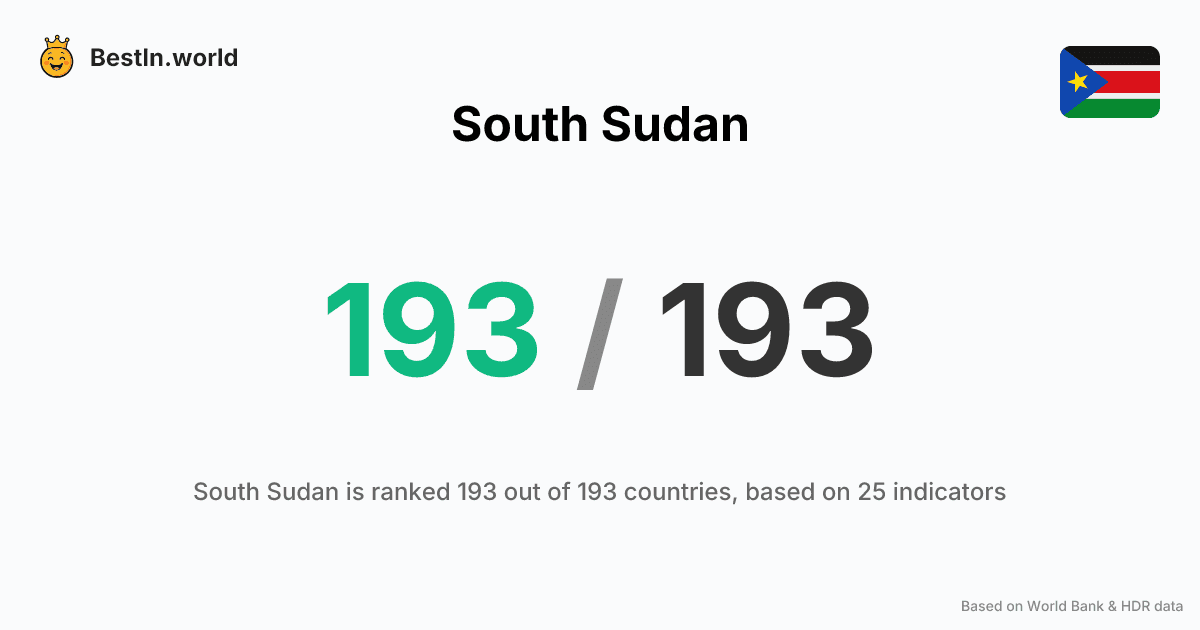 BestIn.world
South Sudan
193 / 193
South Sudan is ranked 193 out of 193 countries, based on 25 indicators
Based on World Bank & HDR data